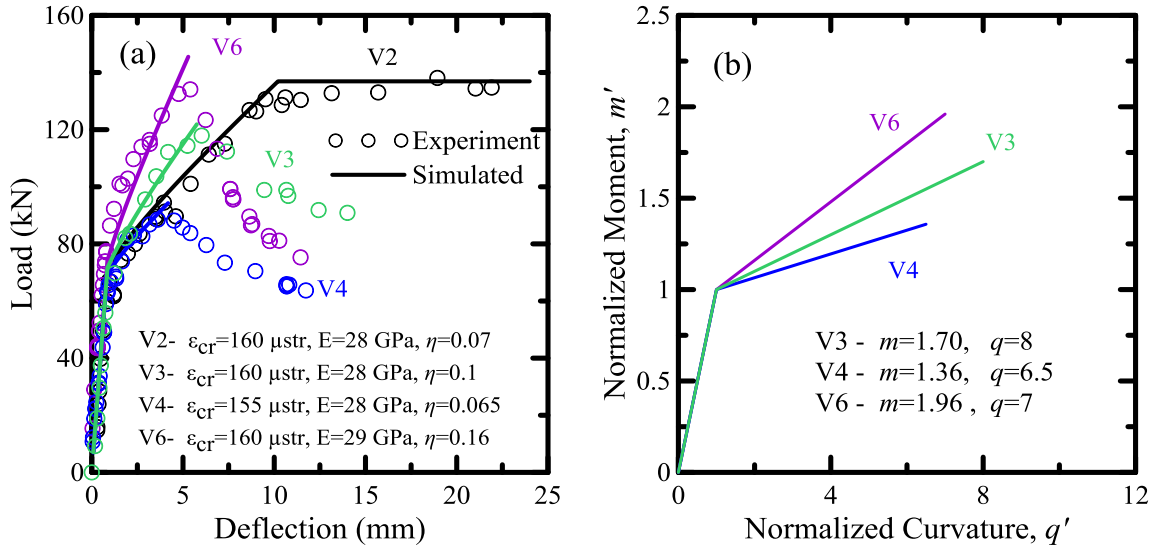 (a)
V6
V2
V3
V4
Experiment
Simulated
V2- εcr=160 μstr, E=28 GPa, η=0.07
V3- εcr=160 μstr, E=28 GPa, η=0.1
V4- εcr=155 μstr, E=28 GPa, η=0.065
V6- εcr=160 μstr, E=29 GPa, η=0.16
Load (kN)
160
120
80
40
0
0 5 10 15 20 25
Deflection (mm)
(b)
V6
V3
V4
V3 - m=1.70, q=8
V4 - m=1.36, q=6.5
V6 - m=1.96 , q=7
Normalized Moment, m′
2.5
2
1.5
1
0.5
0
0 4 8 12
Normalized Curvature, q′